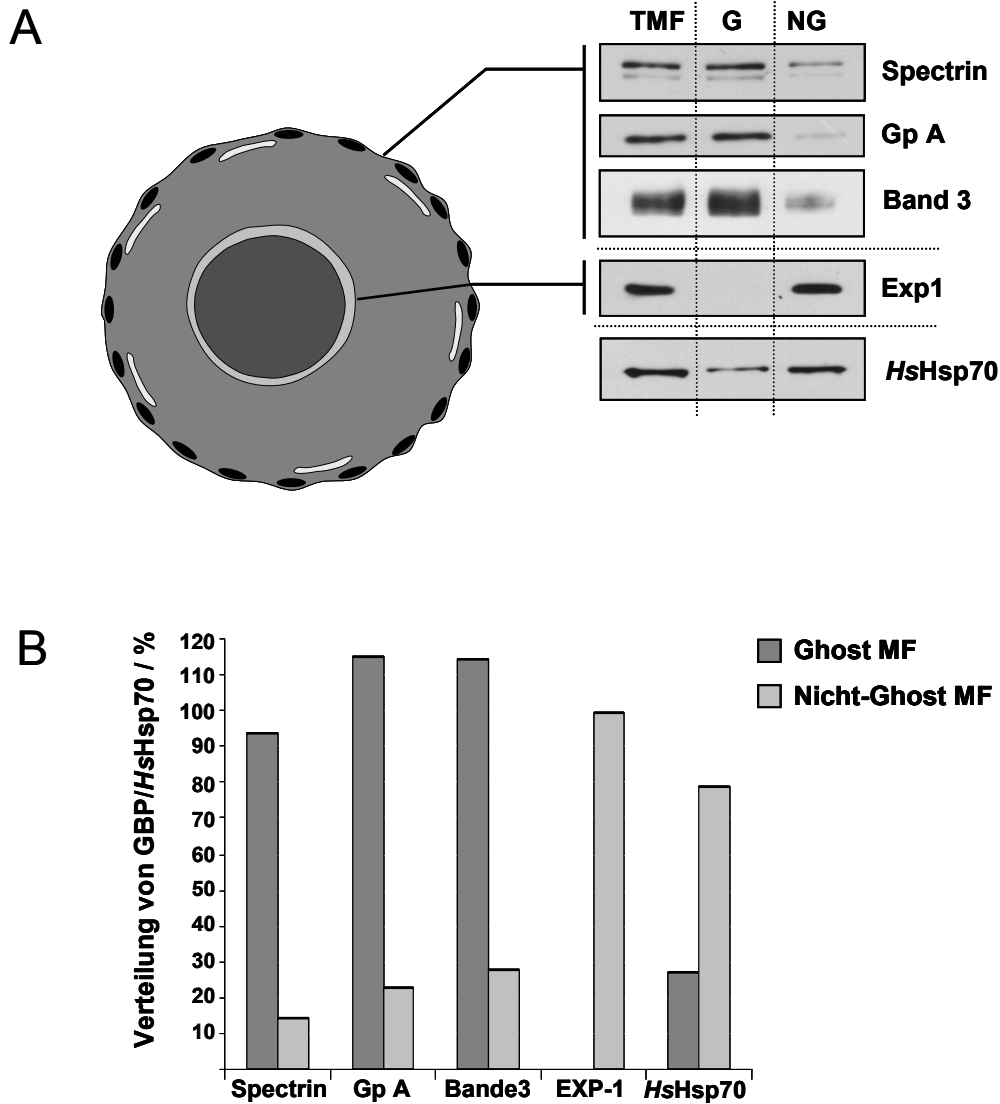 A
TMF G NG
Spectrin
Gp A
Band 3
Exp1
HsHsp70
B
Verteilung von GBP/HsHsp70 / %
120
110
100
90
80
70
60
50
40
30
20
10
Ghost MF
Nicht-Ghost MF
Spectrin Gp A Bande3 EXP-1 HsHsp70